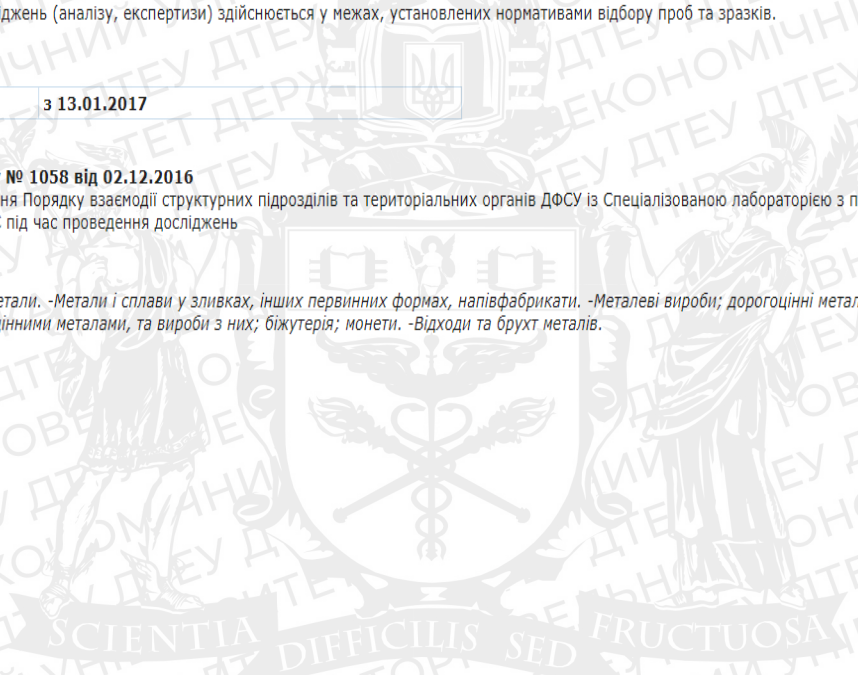 іджень (аналізу, експертизи) здійснюється у межах, установлених нормативами відбору проб та зразків.
з 13.01.2017
№ 1058 від 02.12.2016
ня Порядку взаємодії структурних підрозділів та територіальних органів ДФСУ із Спеціалізованою лабораторією з п
під час проведення досліджень
етали. -Метали і сплави у зливках, інших первинних формах, напівфабрикати. -Металеві вироби; дорогоцінні метал
цінними металами, та вироби з них; біжутерія; монети. -Відходи та брухт металів.
SCIENTIA DIFFICILIS SED FRUCTUOSA